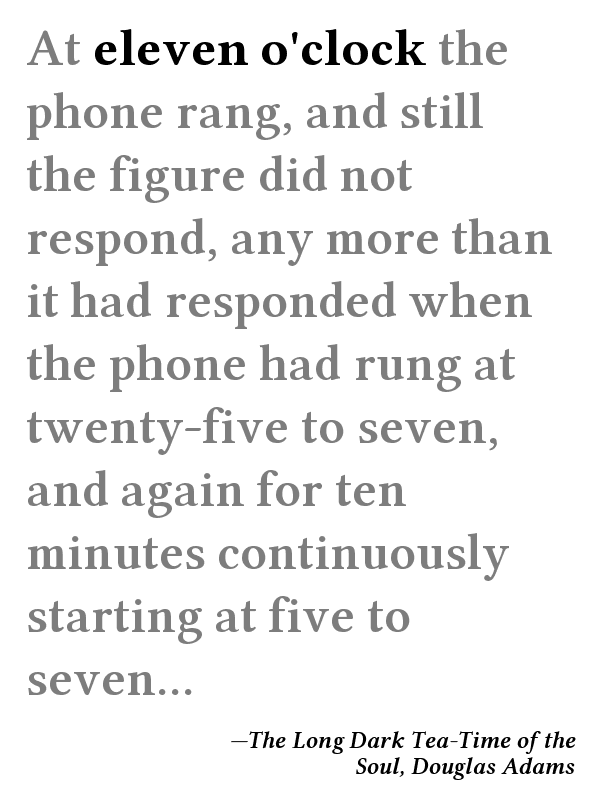 At eleven o'clock the
phone rang, and still
the figure did not
respond, any more than
it had responded when
the phone had rung at
twenty-five to seven,
and again for ten
minutes continuously
starting at five to
seven...
—The Long Dark Tea-Time of the
Soul, Douglas Adams